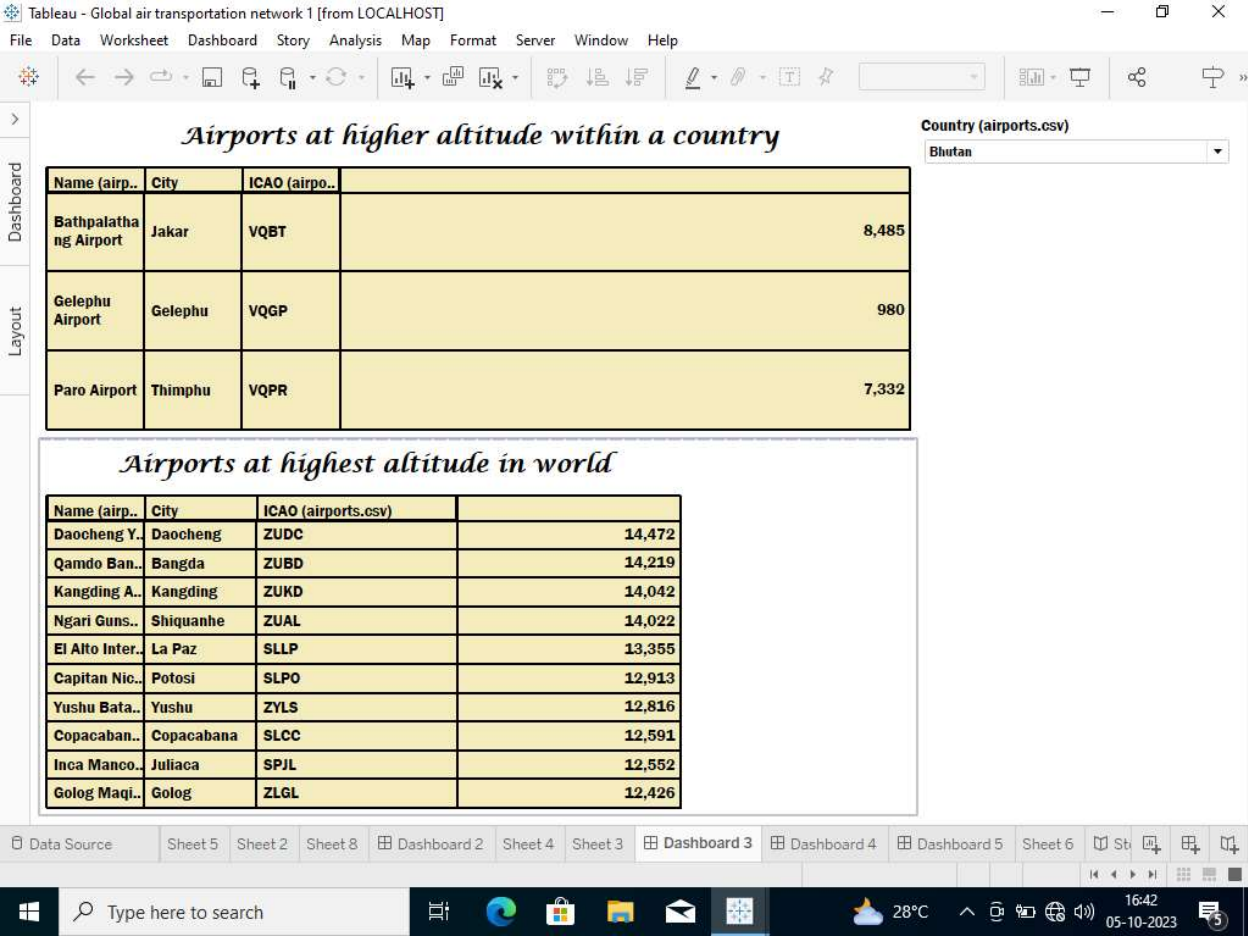 Tableau - Global air transportation network 1 [from LOCALHOST]
File Data Worksheet Dashboard Story Analysis Map Format Server Window Help
Dashboard
Layout
Airports at higher altitude within a country
Country (airports.csv)
Bhutan
Name (airp.. City ICAO (airpo..
Bathpalatha
ng Airport Jakar VQBT 8,485
Gelephu
Airport Gelephu VQGP 980
Paro Airport Thimphu VQPR 7,332
Airports at highest altitude in world
Name (airp.. City ICAO (airports.csv)
Daocheng Y.. Daocheng ZUDC 14,472
Qamdo Ban.. Bangda ZUBD 14,219
Kangding A.. Kangding ZUKD 14,042
Ngari Guns.. Shiquanhe ZUAL 14,022
El Alto Inter.. La Paz SLLP 13,355
Capitan Nic.. Potosi SLPO 12,913
Yushu Bata.. Yushu ZYLS 12,816
Copacaban.. Copacabana SLCC 12,591
Inca Manco.. Juliaca SPJL 12,552
Golog Maqi.. Golog ZLGL 12,426
Data Source Sheet 5 Sheet 2 Sheet 8 Dashboard 2 Sheet 4 Sheet 3 Dashboard 3 Dashboard 4 Dashboard 5 Sheet 6 St
Type here to search 28°C 16:42
05-10-2023 5